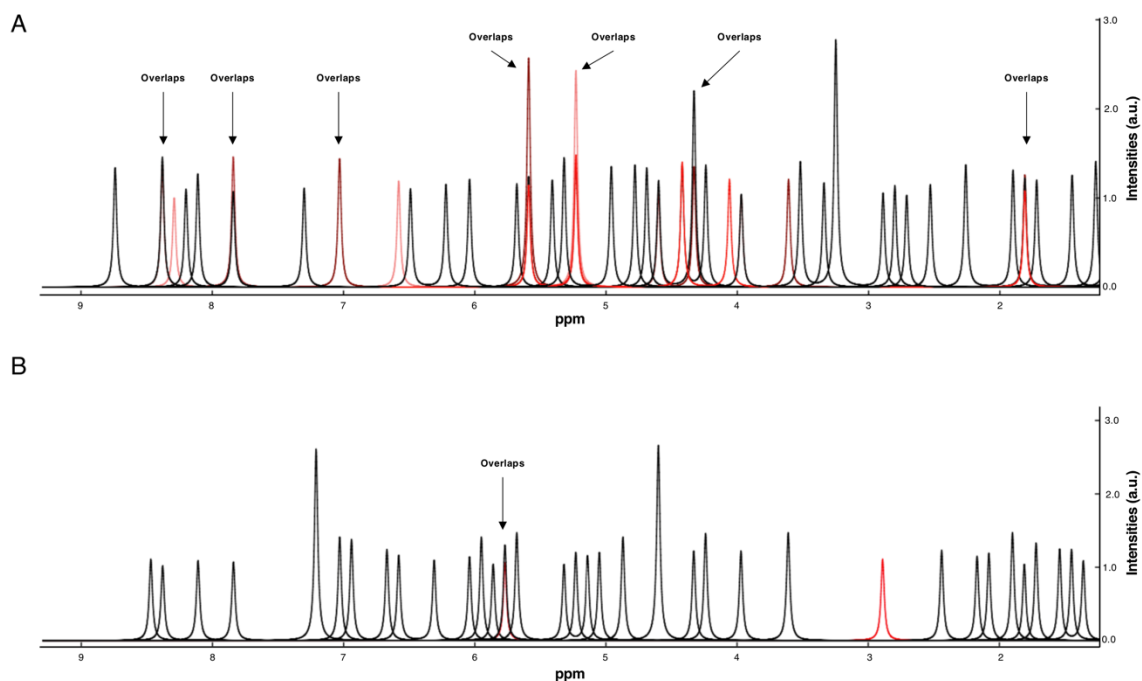 A
Overlaps
Overlaps
Overlaps
Overlaps
Overlaps
Overlaps
Overlaps
3.0
2.0
1.0
0.0
Intensities (a.u.)
9 8 7 6 5 4 3 2
ppm
B
Overlaps
3.0
2.0
1.0
0.0
Intensities (a.u.)
9 8 7 6 5 4 3 2
ppm